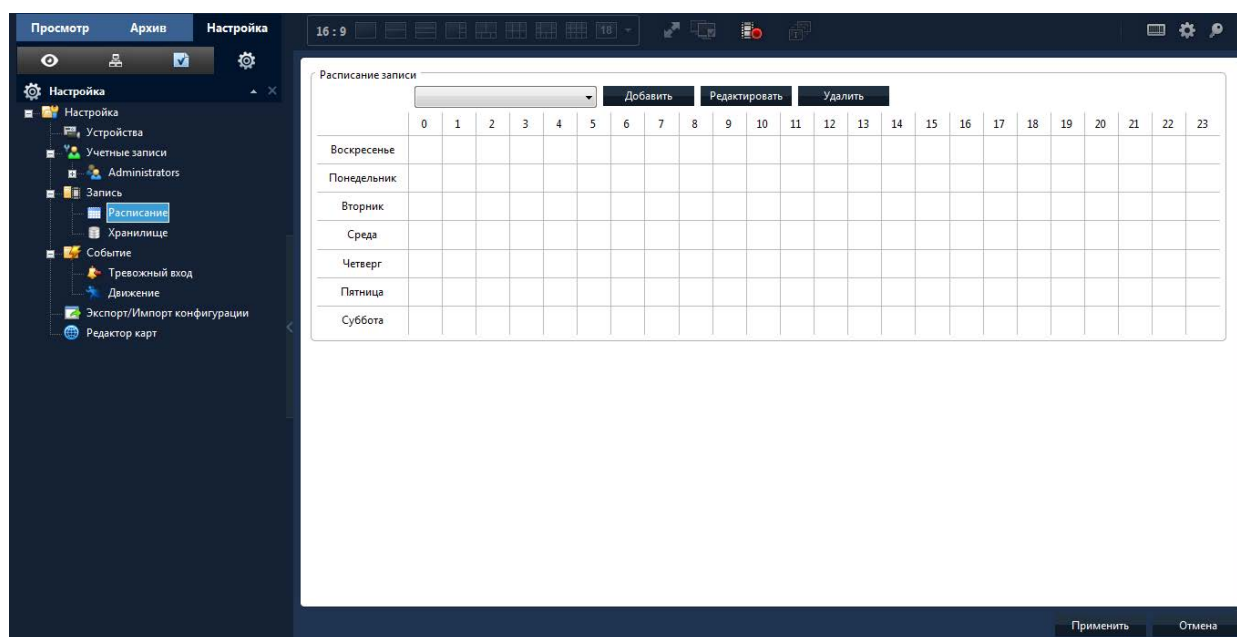 Просмотр Архив Настройка
16 : 9 18
Настройка
Настройка
Устройства
Учетные записи
Administrators
Запись
Расписание
Хранилище
Событие
Тревожный вход
Движение
Экспорт/Импорт конфигурации
Редактор карт
Расписание записи
Добавить Редактировать Удалить
0 1 2 3 4 5 6 7 8 9 10 11 12 13 14 15 16 17 18 19 20 21 22 23
Воскресенье
Понедельник
Вторник
Среда
Четверг
Пятница
Суббота
Применить Отмена